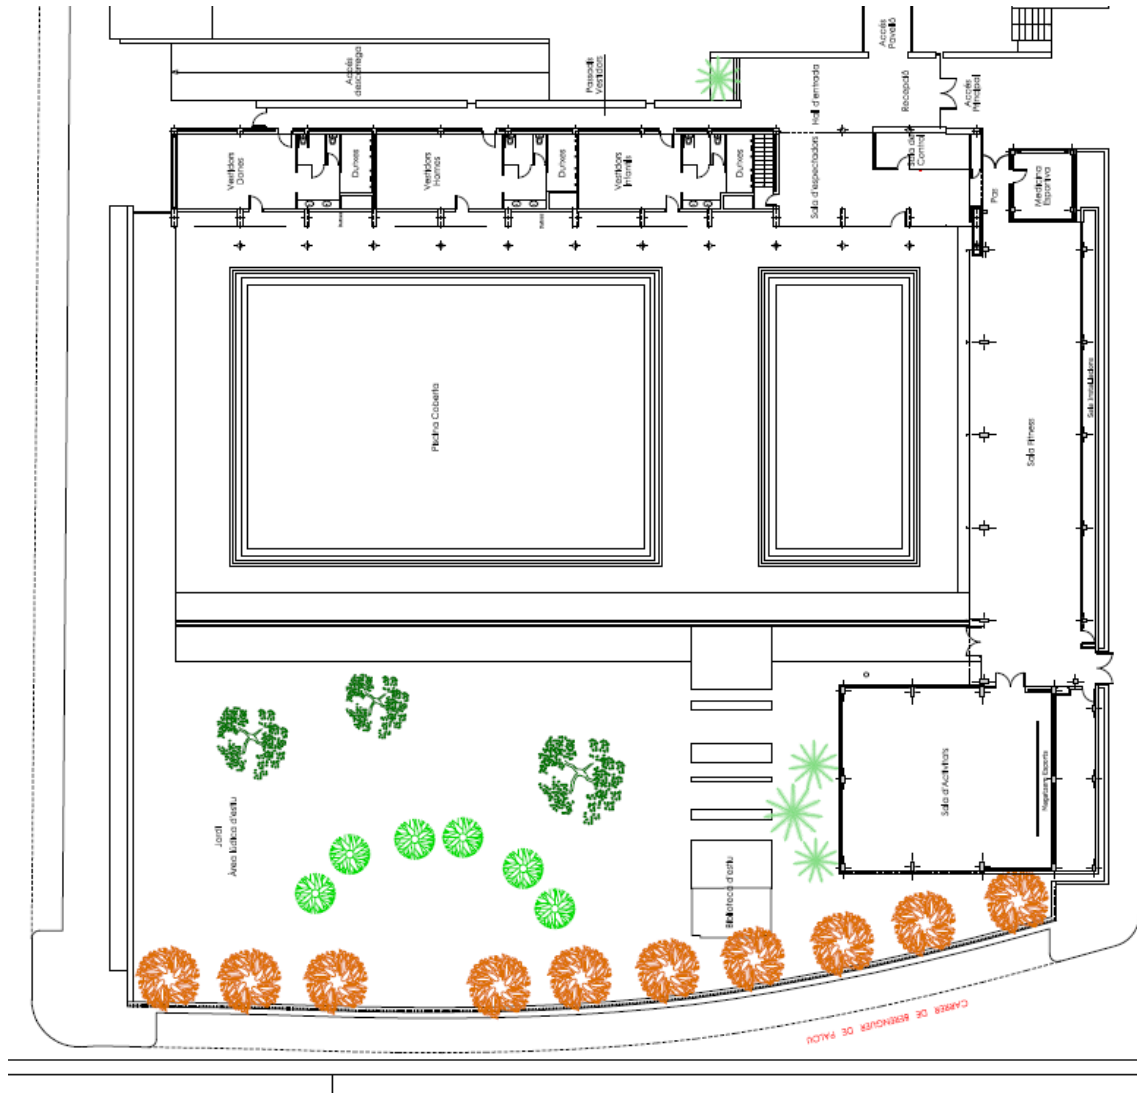 Accés
descàrrega
Passadís
Vestidors
Accés
Pavelló
Hall d'entrada
Recepció
Accés
Principal
Vestidors
Dones
Dutxes
Vestidors
Homes
Dutxes
Vestidors
Infantils
Dutxes
Sala d'espectadors
Sala de
Control
Pas
Medicina
Esportiva
Piscina Coberta
Sala Fitness
Sala Instal·lacions
Jardí
Àrea lúdica d'estiu
Biblioteca d'estiu
Sala d'Activitats
Magatzem Esports
CARRER DE BERENGUER DE PALOU